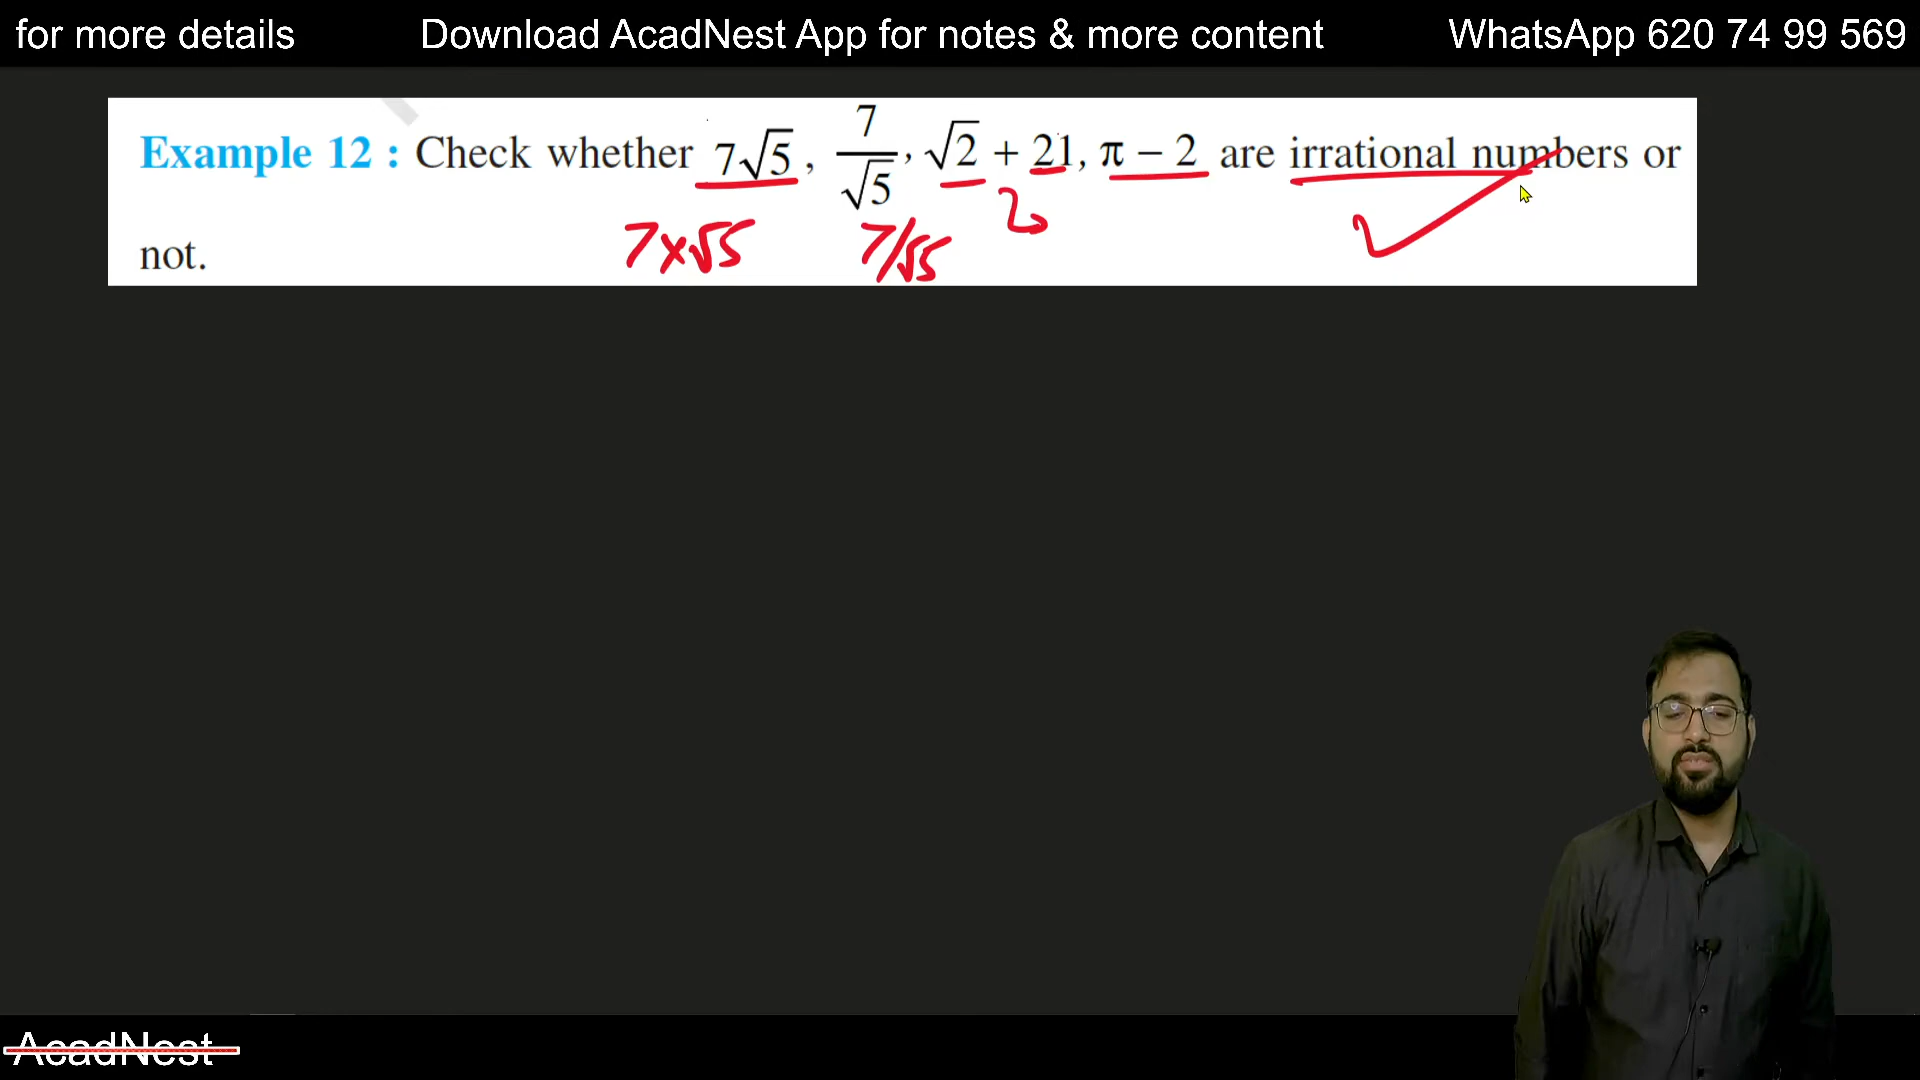 for more details Download AcadNest App for notes & more content WhatsApp 620 74 99 569
Example 12 : Check whether 7√5, 7/√5, √2 + 21, π − 2 are irrational numbers or
not.
7×√5 7/√5
AcadNest